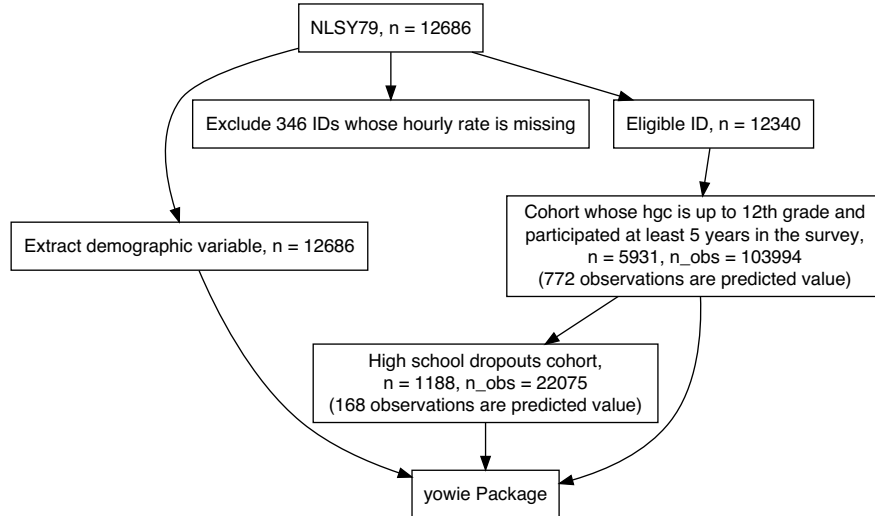 NLSY79, n = 12686
Exclude 346 IDs whose hourly rate is missing
Eligible ID, n = 12340
Extract demographic variable, n = 12686
Cohort whose hgc is up to 12th grade and
participated at least 5 years in the survey,
n = 5931, n_obs = 103994
(772 observations are predicted value)
High school dropouts cohort,
n = 1188, n_obs = 22075
(168 observations are predicted value)
yowie Package